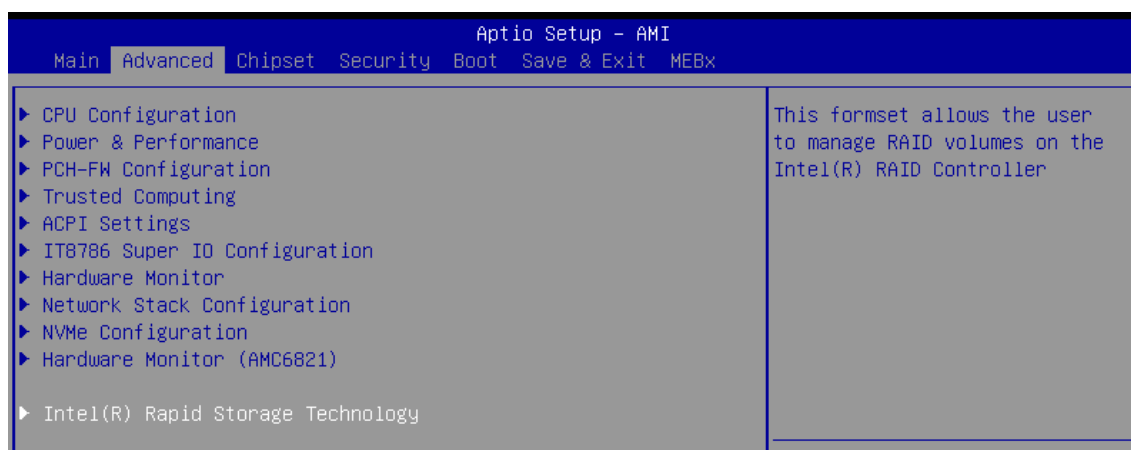 Aptio Setup – AMI
Main Advanced Chipset Security Boot Save & Exit MEBx
CPU Configuration
Power & Performance
PCH-FW Configuration
Trusted Computing
ACPI Settings
IT8786 Super IO Configuration
Hardware Monitor
Network Stack Configuration
NVMe Configuration
Hardware Monitor (AMC6821)
Intel(R) Rapid Storage Technology
This formset allows the user
to manage RAID volumes on the
Intel(R) RAID Controller